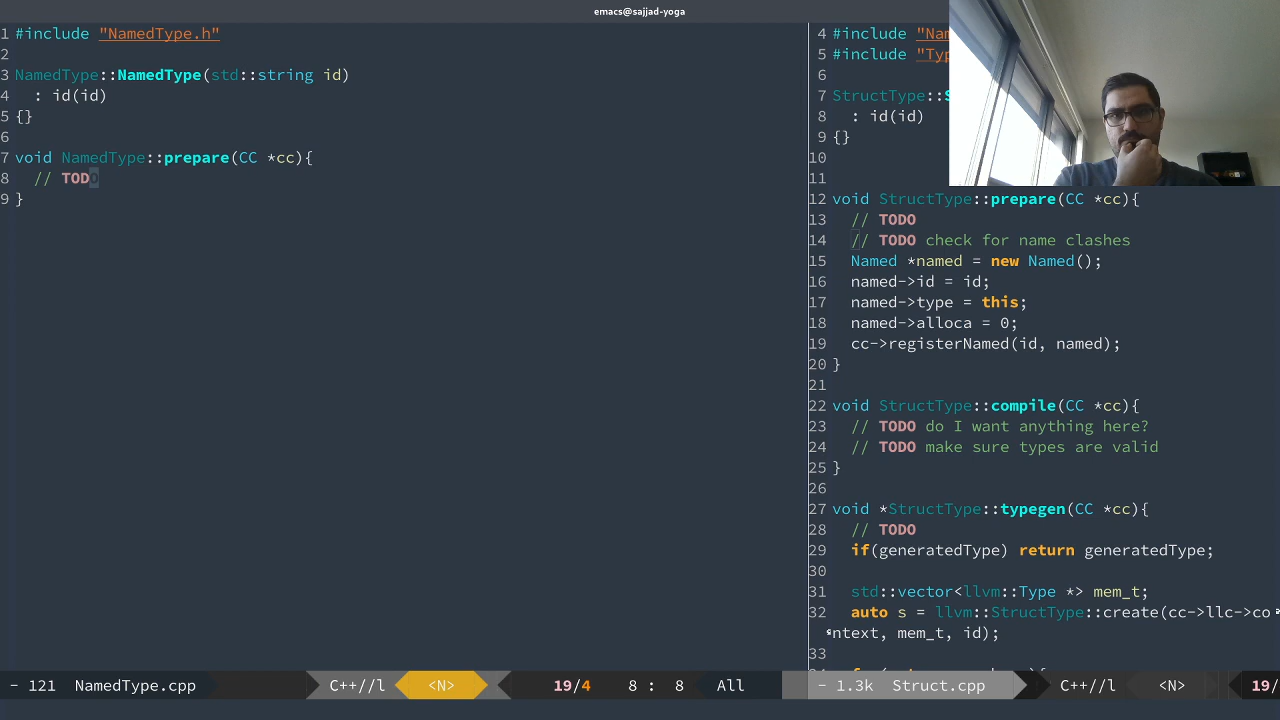 emacs@sajjad-yoga
1 #include "NamedType.h"
2
3 NamedType::NamedType(std::string id)
4   : id(id)
5 {}
6
7 void NamedType::prepare(CC *cc){
8   // TODO
9 }
- 121 NamedType.cpp C++//l <N> 19/4 8 : 8 All
4 #include "Nam
5 #include "Typ
6
7 StructType::S
8   : id(id)
9 {}
10
11
12 void StructType::prepare(CC *cc){
13   // TODO
14   // TODO check for name clashes
15   Named *named = new Named();
16   named->id = id;
17   named->type = this;
18   named->alloca = 0;
19   cc->registerNamed(id, named);
20 }
21
22 void StructType::compile(CC *cc){
23   // TODO do I want anything here?
24   // TODO make sure types are valid
25 }
26
27 void *StructType::typegen(CC *cc){
28   // TODO
29   if(generatedType) return generatedType;
30
31   std::vector<llvm::Type *> mem_t;
32   auto s = llvm::StructType::create(cc->llc->co
ntext, mem_t, id);
33
- 1.3k Struct.cpp C++//l <N> 19/